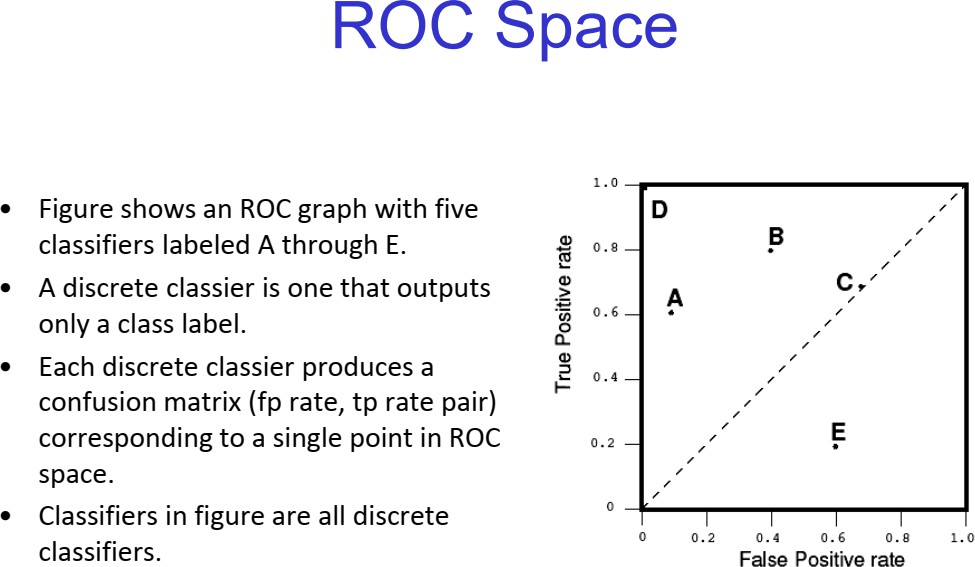 ROC Space
• Figure shows an ROC graph with five
classifiers labeled A through E.
• A discrete classier is one that outputs
only a class label.
• Each discrete classier produces a
confusion matrix (fp rate, tp rate pair)
corresponding to a single point in ROC
space.
• Classifiers in figure are all discrete
classifiers.
True Positive rate
1.0
0.8
0.6
0.4
0.2
0
D
B
C
A
E
0 0.2 0.4 0.6 0.8 1.0
False Positive rate